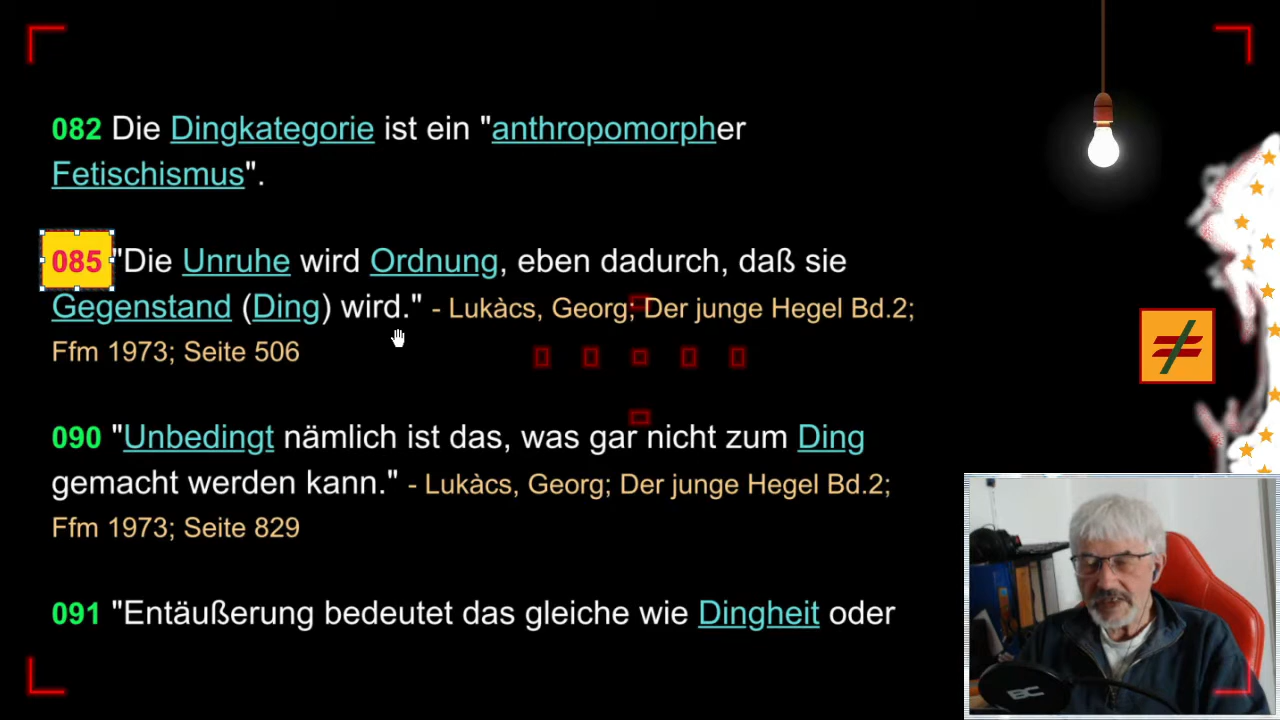 082 Die Dingkategorie ist ein "anthropomorpher
Fetischismus".
085 "Die Unruhe wird Ordnung, eben dadurch, daß sie
Gegenstand (Ding) wird." - Lukàcs, Georg; Der junge Hegel Bd.2;
Ffm 1973; Seite 506
≠
090 "Unbedingt nämlich ist das, was gar nicht zum Ding
gemacht werden kann." - Lukàcs, Georg; Der junge Hegel Bd.2;
Ffm 1973; Seite 829
091 "Entäußerung bedeutet das gleiche wie Dingheit oder
BC